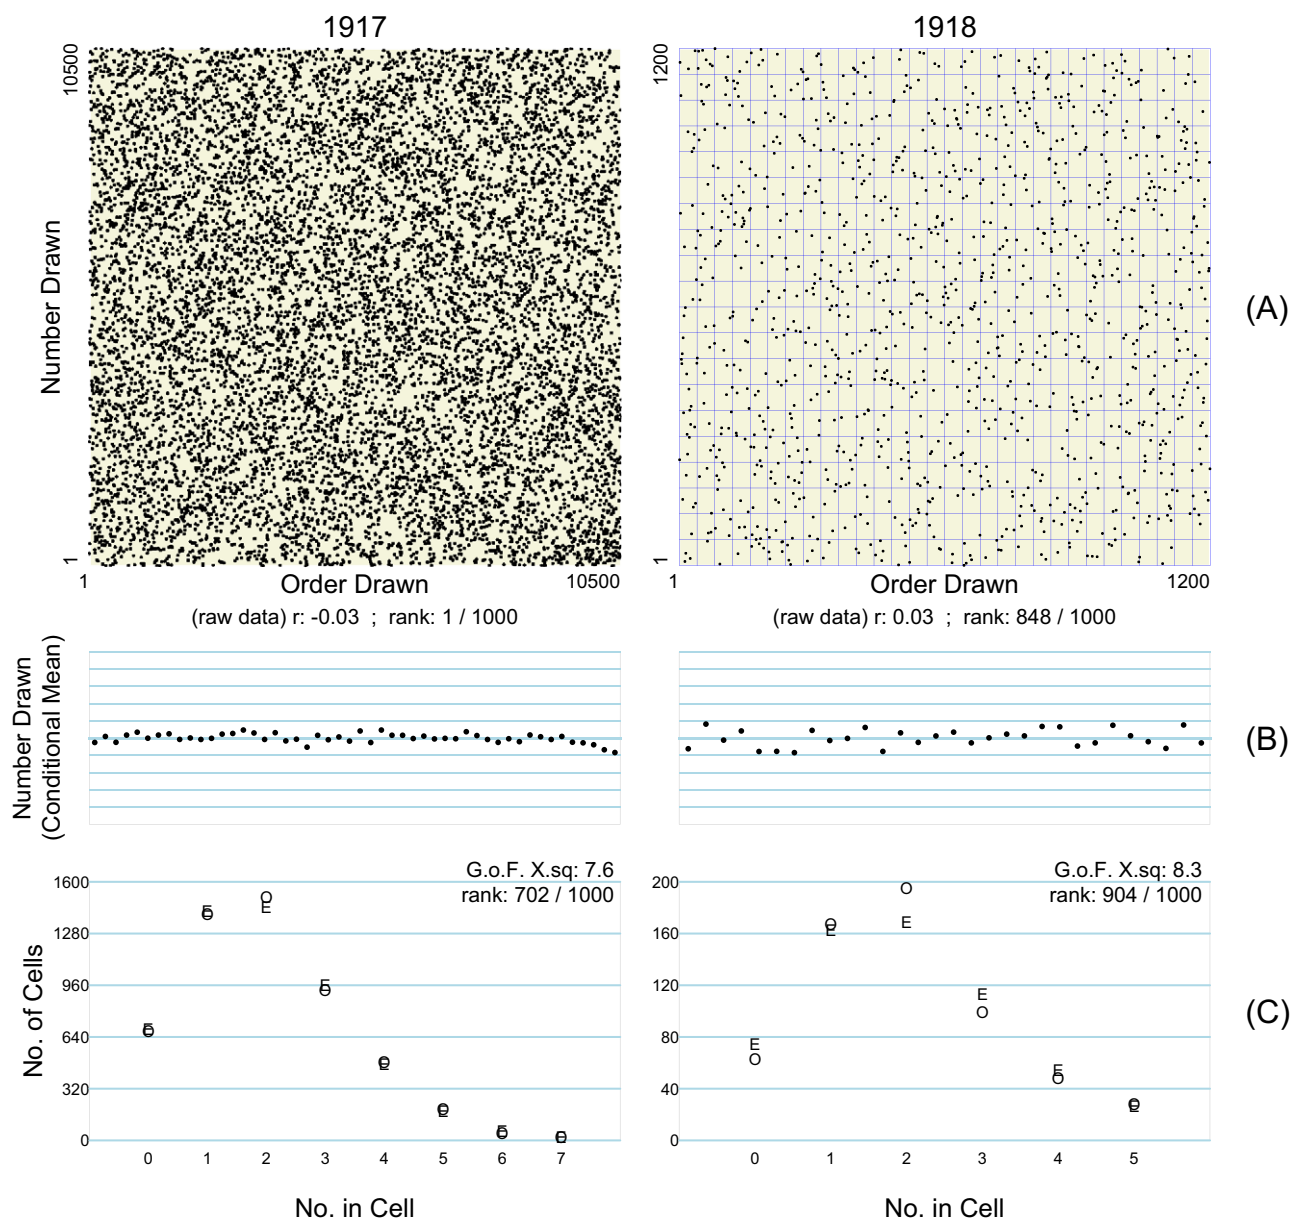 1917
1918
10500
1200
Number Drawn
(A)
1
1
1
Order Drawn
10500
1
Order Drawn
1200
(raw data) r: -0.03 ; rank: 1 / 1000
(raw data) r: 0.03 ; rank: 848 / 1000
Number Drawn
(Conditional Mean)
(B)
G.o.F. X.sq: 7.6
rank: 702 / 1000
G.o.F. X.sq: 8.3
rank: 904 / 1000
No. of Cells
1600
1280
960
640
320
0
200
160
120
80
40
0
E O E O E O E O E O E O E O E O
E O E O E O E O E O E O
(C)
0 1 2 3 4 5 6 7
0 1 2 3 4 5
No. in Cell
No. in Cell